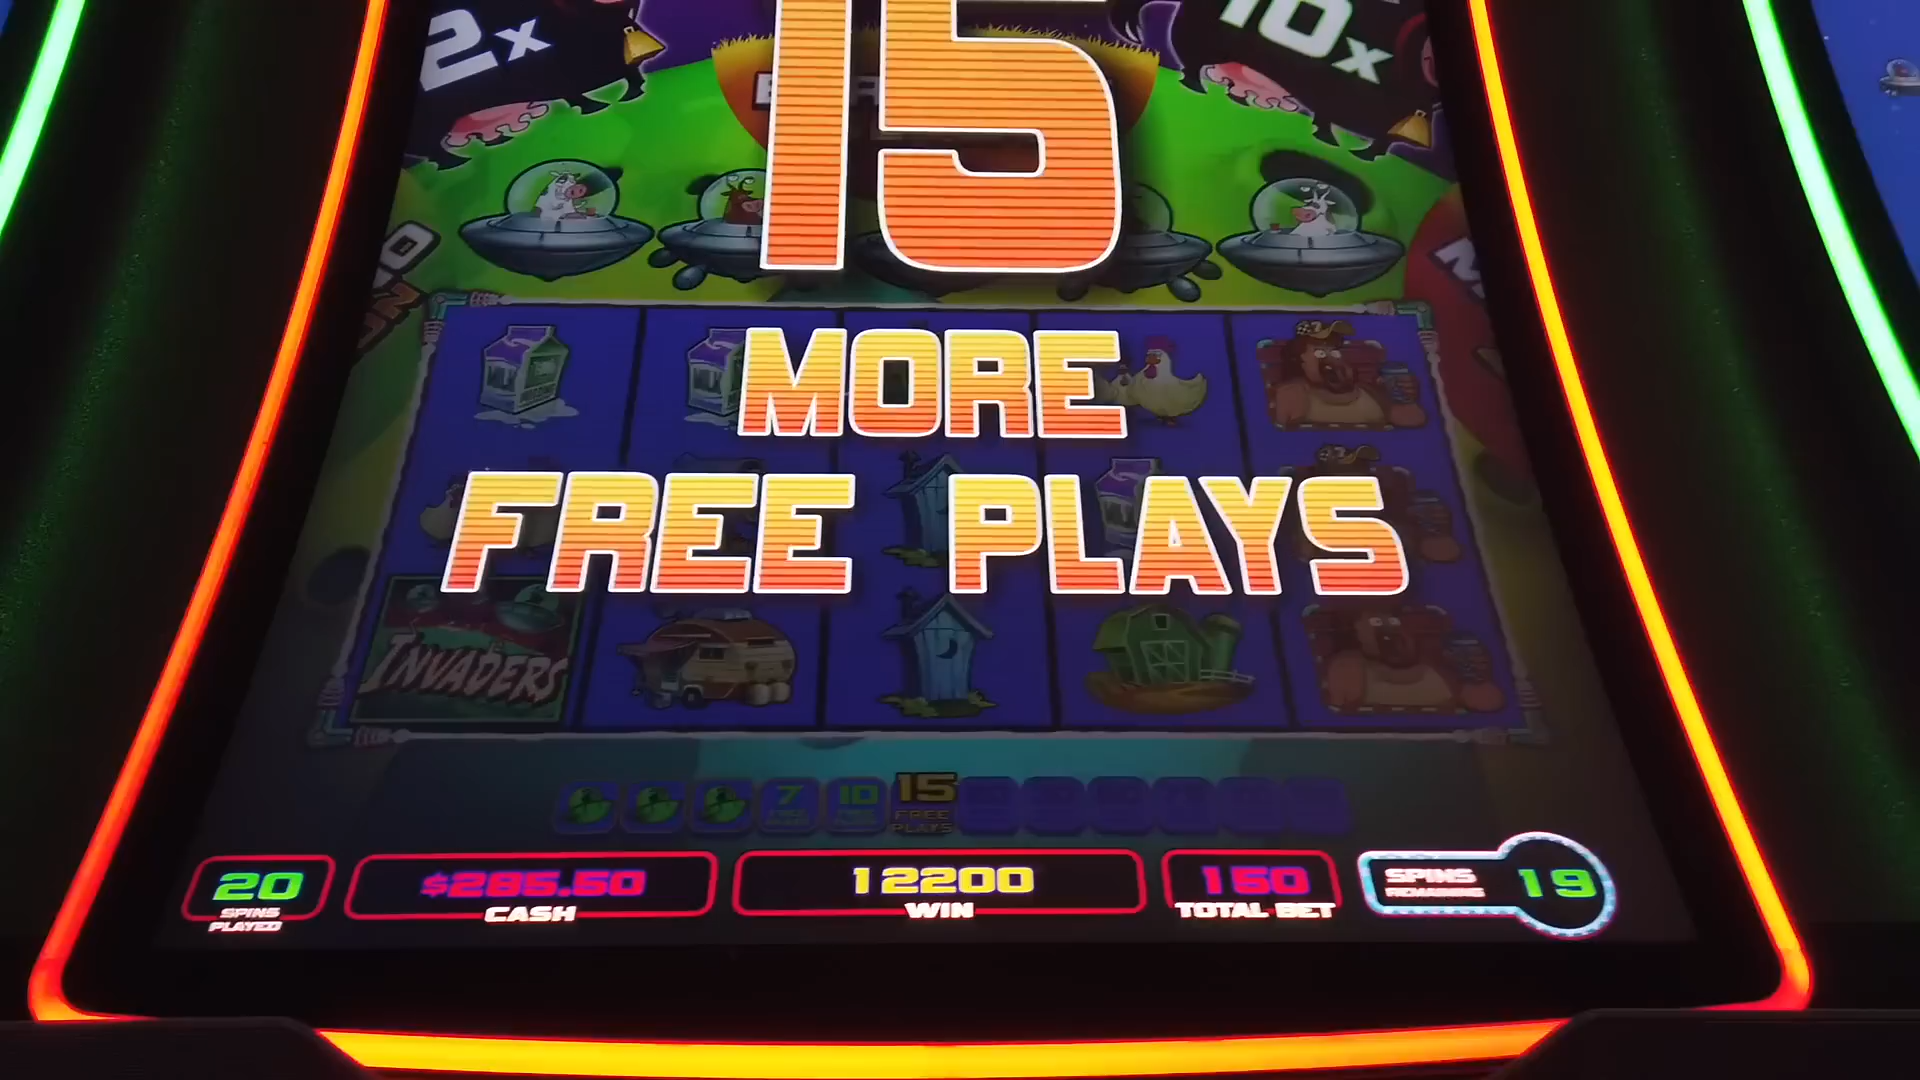 2x
10x
15
MORE
FREE PLAYS
INVADERS
7
10
15
FREE
PLAYS
20
SPINS
PLAYED
$285.50
CASH
12200
WIN
150
TOTAL BET
SPINS
REMAINING
19